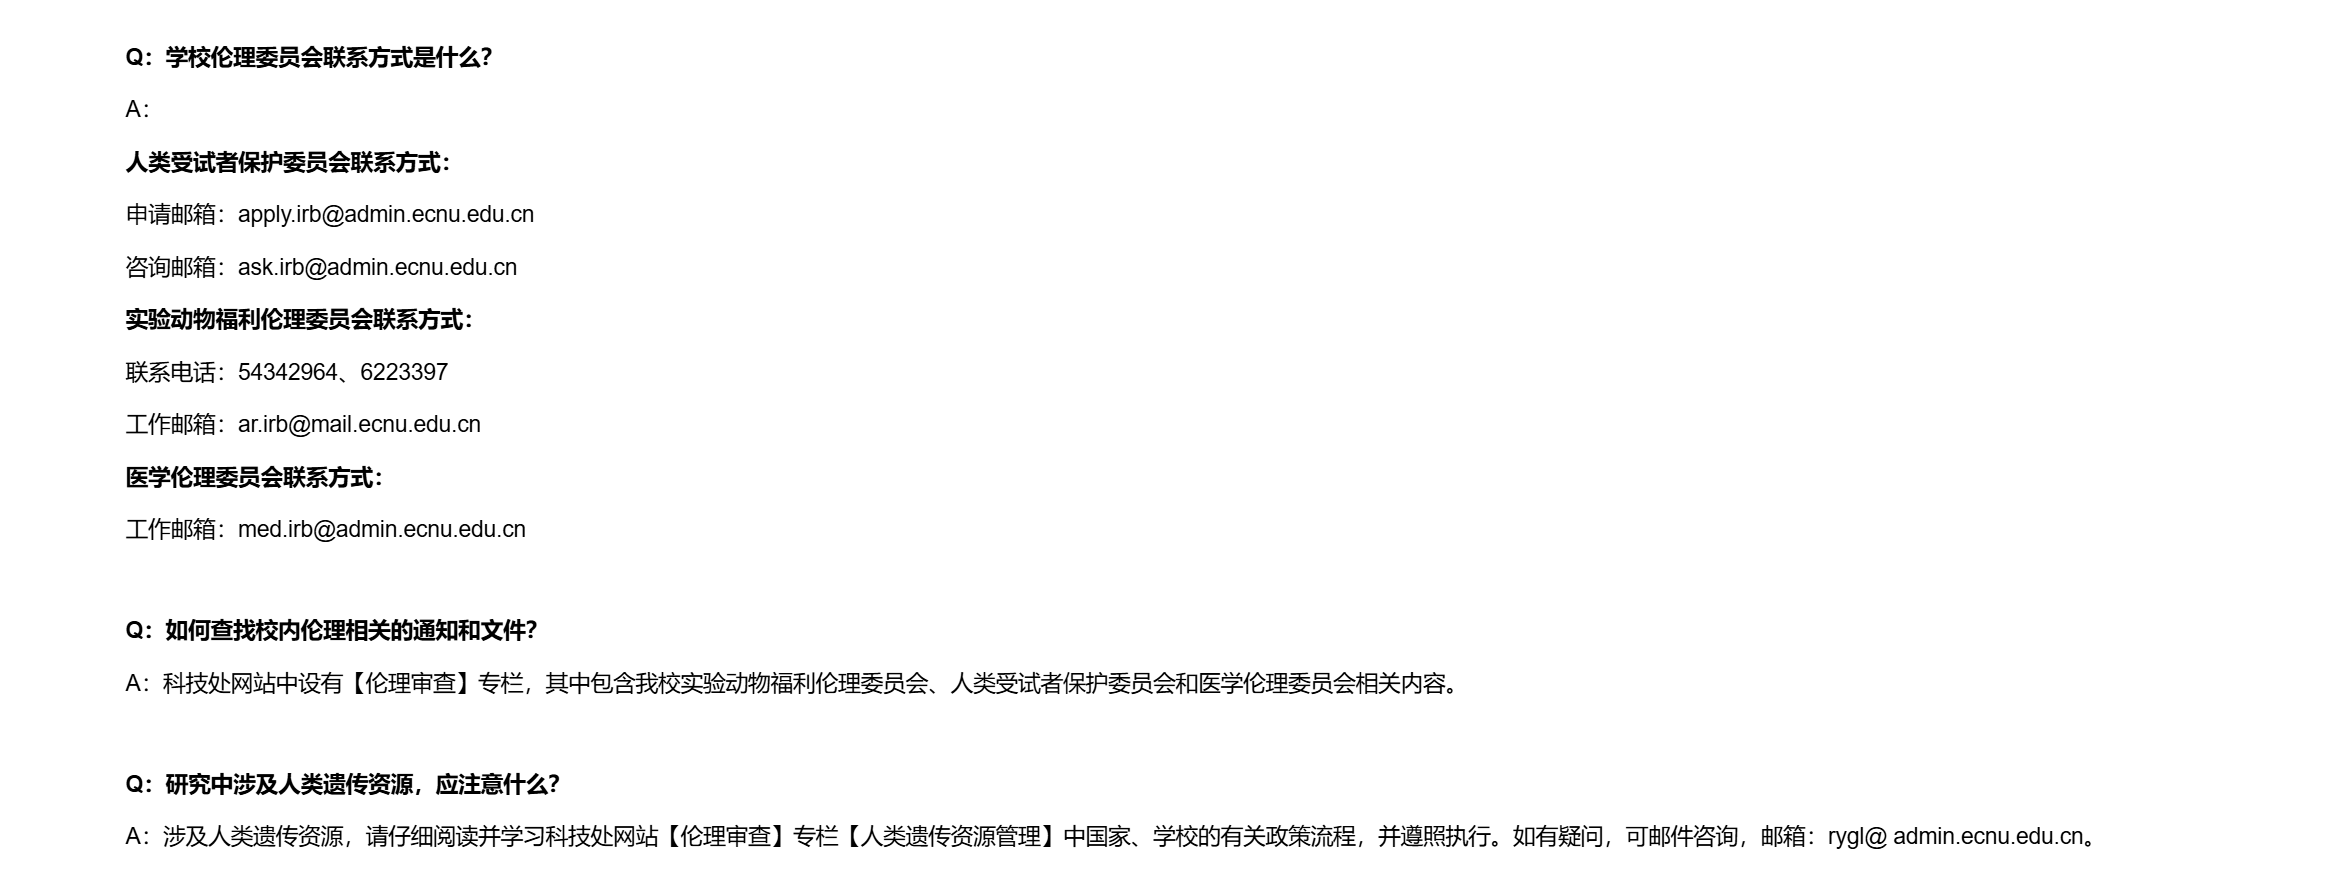 Q：学校伦理委员会联系方式是什么？
A：
人类受试者保护委员会联系方式：
申请邮箱：apply.irb@admin.ecnu.edu.cn
咨询邮箱：ask.irb@admin.ecnu.edu.cn
实验动物福利伦理委员会联系方式：
联系电话：54342964、6223397
工作邮箱：ar.irb@mail.ecnu.edu.cn
医学伦理委员会联系方式：
工作邮箱：med.irb@admin.ecnu.edu.cn
Q：如何查找校内伦理相关的通知和文件？
A：科技处网站中设有【伦理审查】专栏，其中包含我校实验动物福利伦理委员会、人类受试者保护委员会和医学伦理委员会相关内容。
Q：研究中涉及人类遗传资源，应注意什么？
A：涉及人类遗传资源，请仔细阅读并学习科技处网站【伦理审查】专栏【人类遗传资源管理】中国家、学校的有关政策流程，并遵照执行。如有疑问，可邮件咨询，邮箱：rygl@ admin.ecnu.edu.cn。